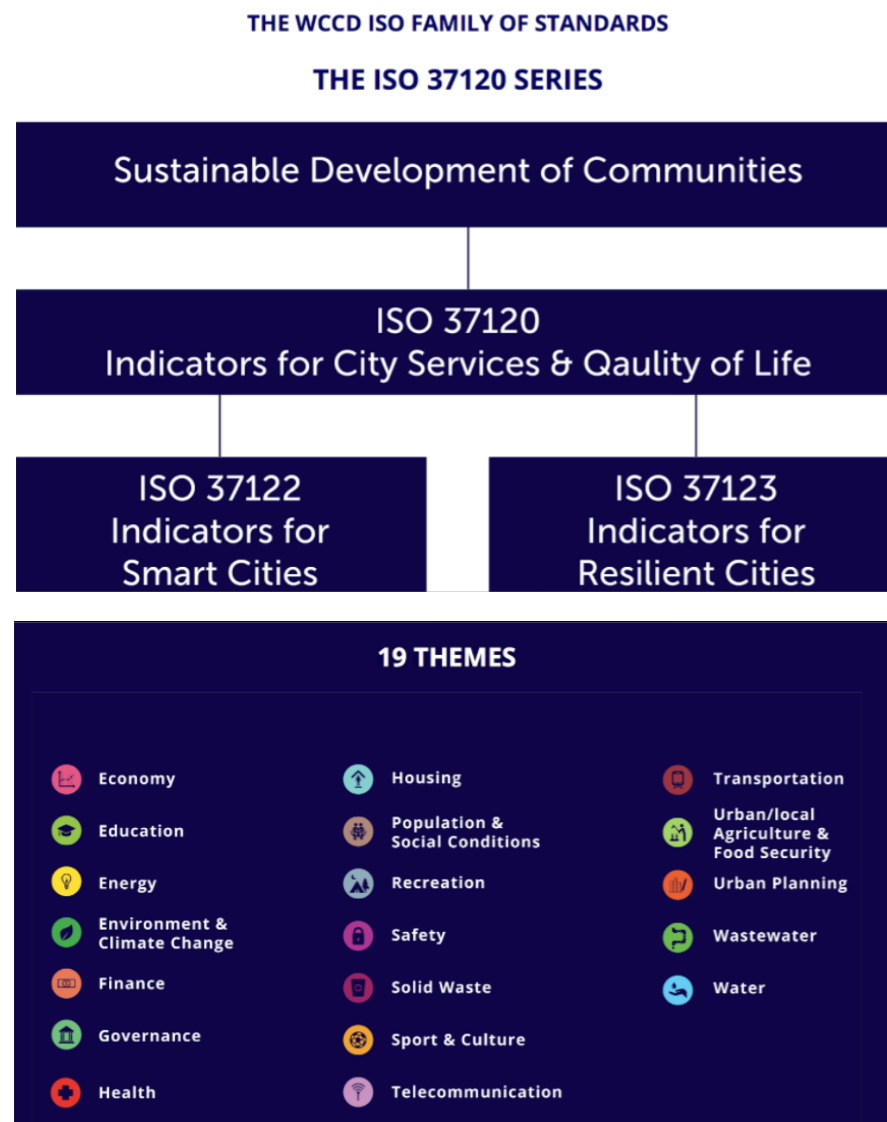 THE WCCD ISO FAMILY OF STANDARDS
THE ISO 37120 SERIES
Sustainable Development of Communities
ISO 37120
Indicators for City Services & Qaulity of Life
ISO 37122
Indicators for
Smart Cities
ISO 37123
Indicators for
Resilient Cities
19 THEMES
Economy
Education
Energy
Environment &
Climate Change
Finance
Governance
Health
Housing
Population &
Social Conditions
Recreation
Safety
Solid Waste
Sport & Culture
Telecommunication
Transportation
Urban/local
Agriculture &
Food Security
Urban Planning
Wastewater
Water